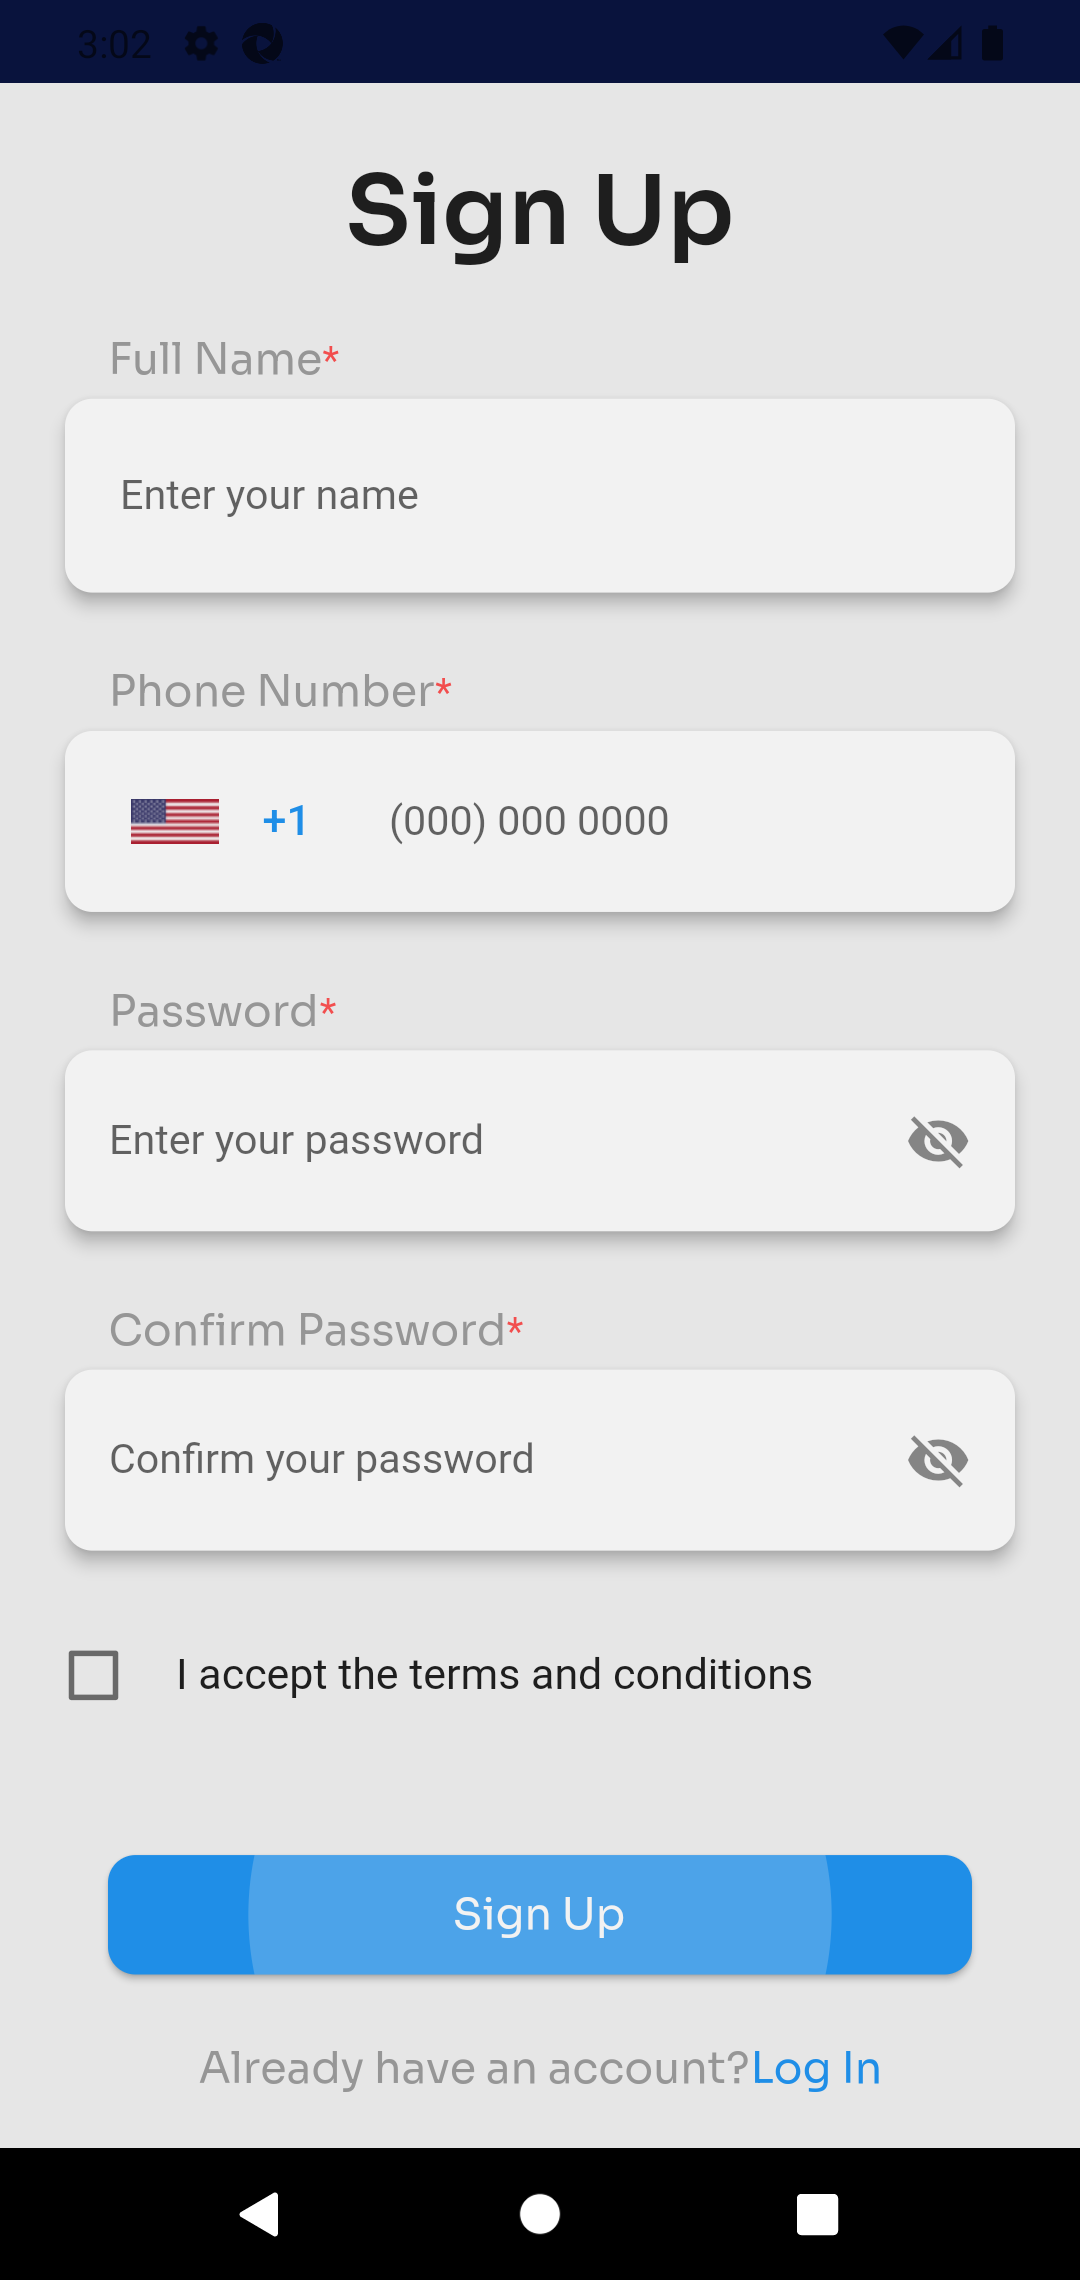 3:02
Sign Up
Full Name*
Enter your name
Phone Number*
+1 (000) 000 0000
Password*
Enter your password
Confirm Password*
Confirm your password
I accept the terms and conditions
Sign Up
Already have an account?Log In